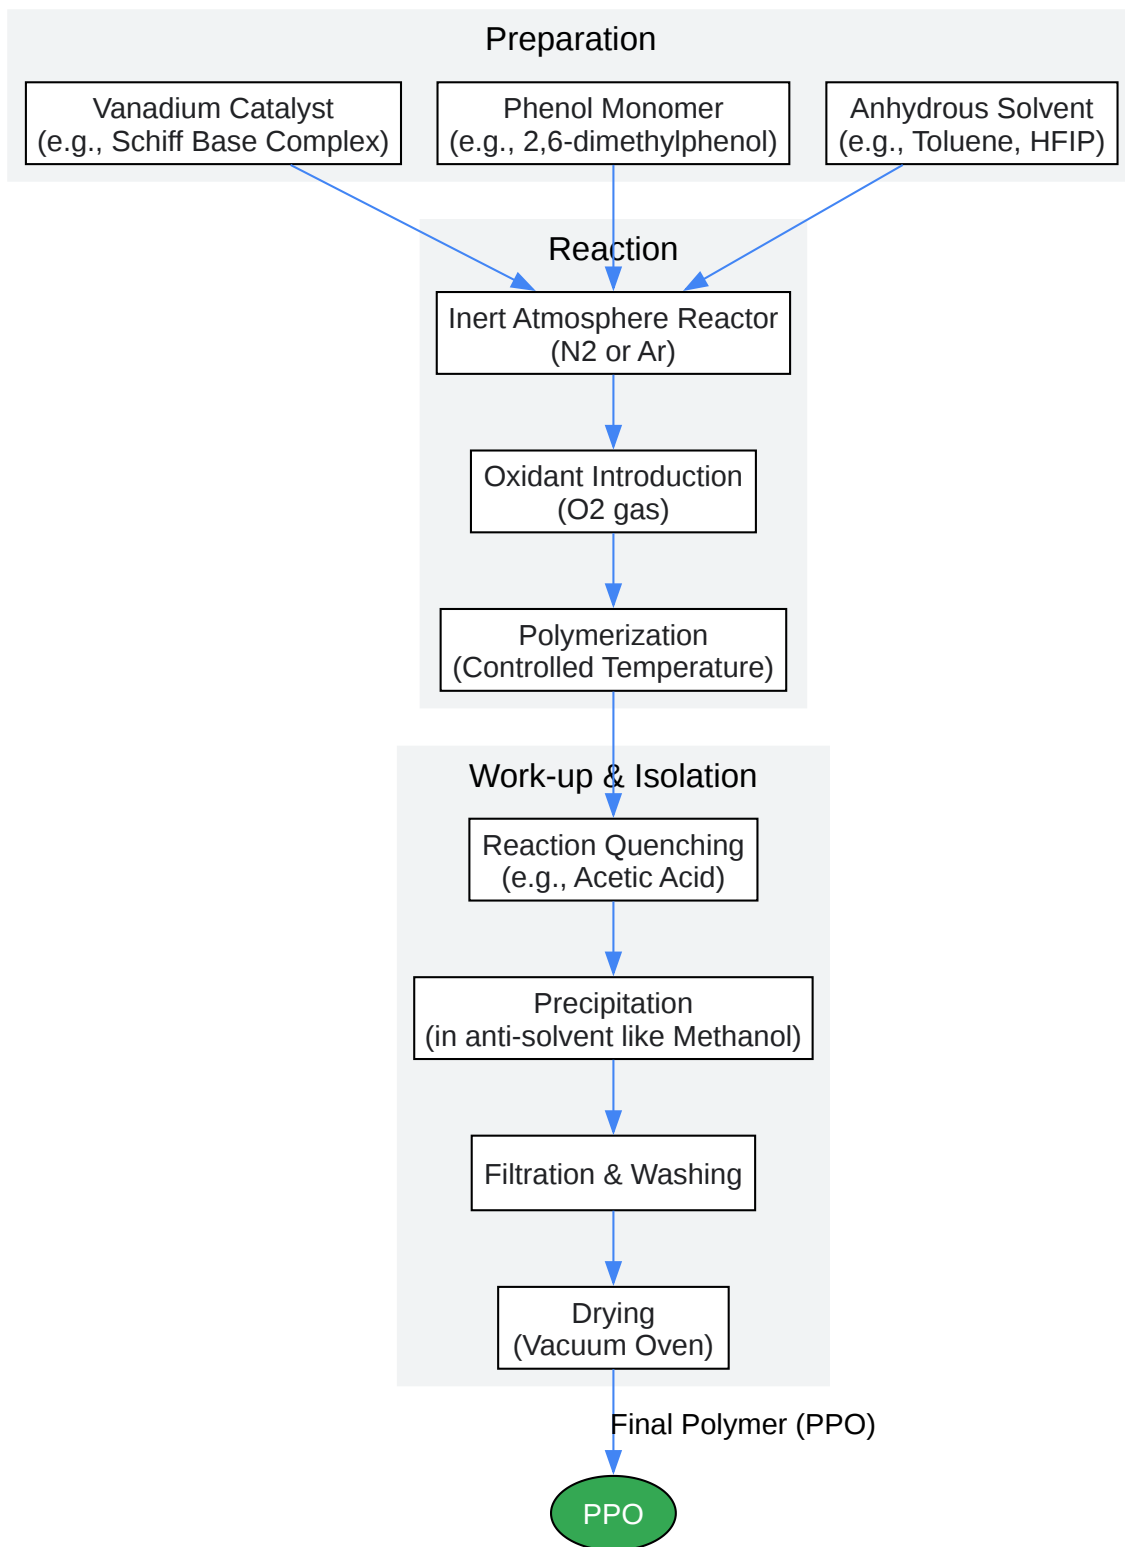 Preparation
Vanadium Catalyst
(e.g., Schiff Base Complex)
Phenol Monomer
(e.g., 2,6-dimethylphenol)
Anhydrous Solvent
(e.g., Toluene, HFIP)
Reaction
Inert Atmosphere Reactor
(N2 or Ar)
Oxidant Introduction
(O2 gas)
Polymerization
(Controlled Temperature)
Work-up & Isolation
Reaction Quenching
(e.g., Acetic Acid)
Precipitation
(in anti-solvent like Methanol)
Filtration & Washing
Drying
(Vacuum Oven)
Final Polymer (PPO)
PPO